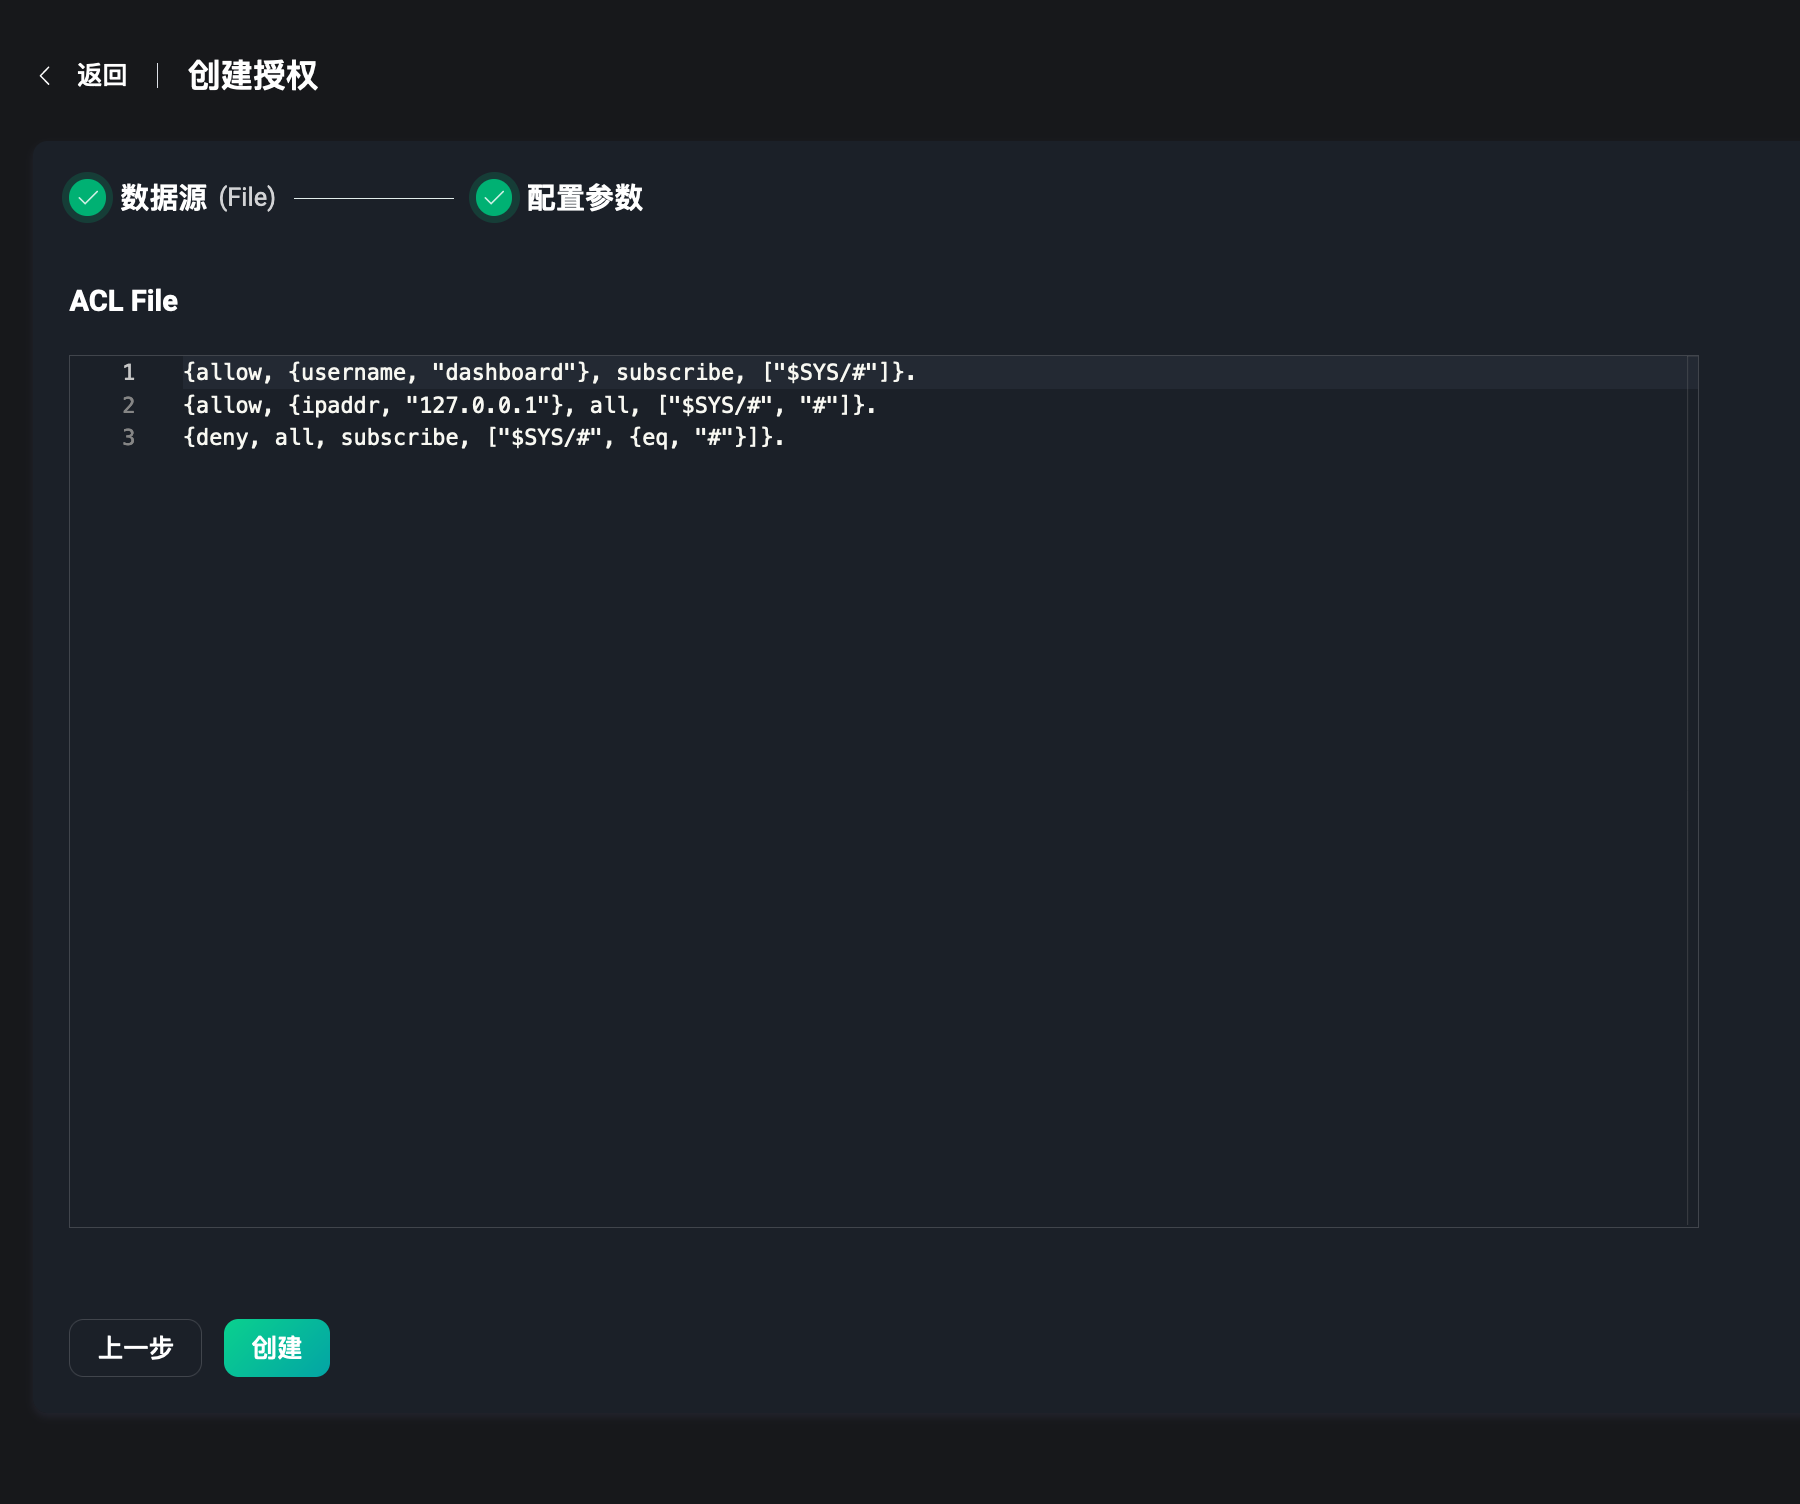 返回 创建授权
数据源 (File) 配置参数
ACL File
1 {allow, {username, "dashboard"}, subscribe, ["$SYS/#"]}.
2 {allow, {ipaddr, "127.0.0.1"}, all, ["$SYS/#", "#"]}.
3 {deny, all, subscribe, ["$SYS/#", {eq, "#"}]}.
上一步 创建